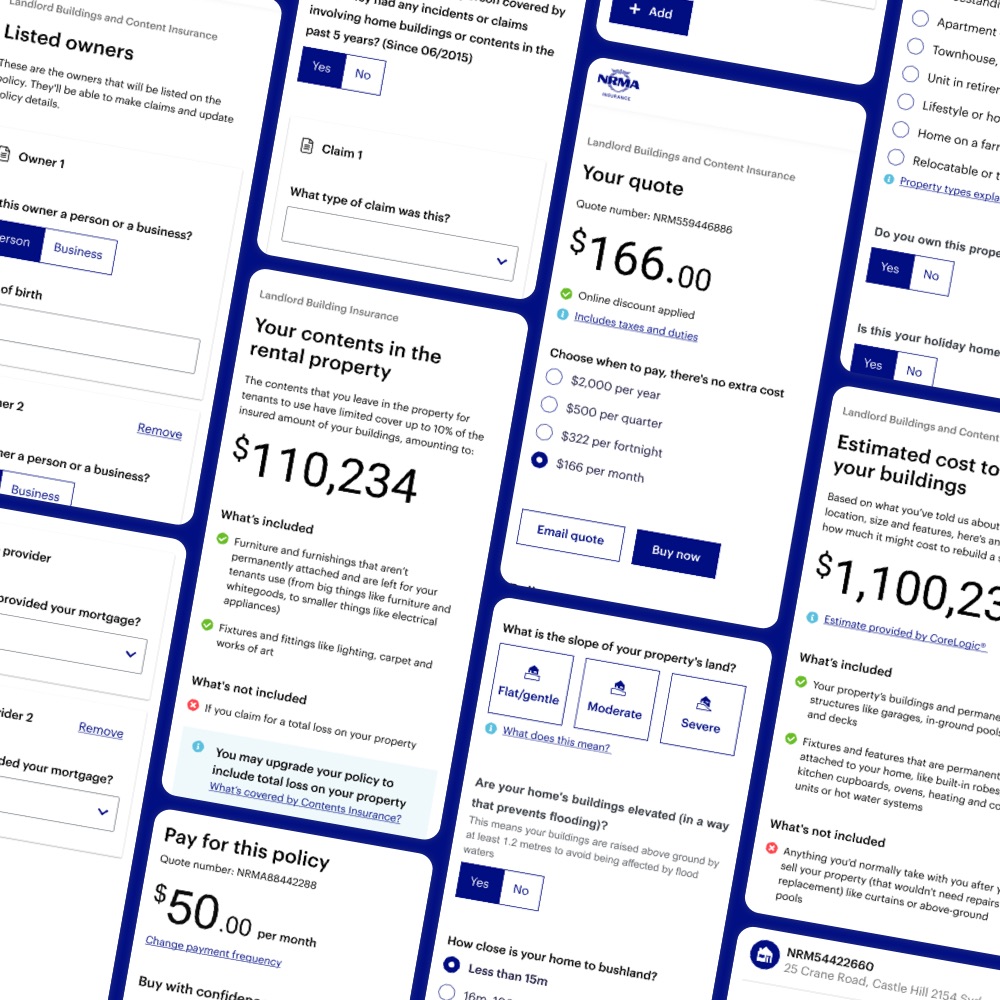 Landlord Buildings and Content Insurance
Listed owners
These are the owners that will be listed on the
policy. They'll be able to make claims and update
policy details.
Owner 1
this owner a person or a business?
Business
of birth
Remove
a person or a business?
Business
provider
provided your mortgage?
Remove
your mortgage?
covered by
had any incidents or claims
involving home buildings or contents in the
past 5 years? (Since 06/2015)
Yes
No
Claim 1
What type of claim was this?
Landlord Building Insurance
Your contents in the
rental property
The contents that you leave in the property for
tenants to use have limited cover up to 10% of the
insured amount of your buildings, amounting to:
$110,234
What's included
Furniture and furnishings that aren't
permanently attached and are left for your
tenants use (from big things like furniture and
whitegoods, to smaller things like electrical
appliances)
Fixtures and fittings like lighting, carpet and
works of art
What's not included
If you claim for a total loss on your property
You may upgrade your policy to
include total loss on your property
What's covered by Contents Insurance?
Pay for this policy
Quote number: NRMA88442288
$50.00 per month
Change payment frequency
Buy with
+ Add
NRMA
INSURANCE
Landlord Buildings and Content Insurance
Your quote
Quote number: NRM559446886
$166.00
Online discount applied
Includes taxes and duties
Choose when to pay, there's no extra cost
$2,000 per year
$500 per quarter
$322 per fortnight
$166 per month
Email quote
Buy now
What is the slope of your property's land?
Flat/gentle
Moderate
Severe
What does this mean?
Are your home's buildings elevated (in a way
that prevents flooding)?
This means your buildings are raised above ground by
at least 1.2 metres to avoid being affected by flood
waters
Yes
No
How close is your home to bushland?
Less than 15m
Apartment
Townhouse,
Unit in
Lifestyle or
Home on a
Relocatable or
Property types
Do you own this
Yes
No
Is this your holiday home
Yes
No
Landlord Buildings and Content
Estimated cost to
your buildings
Based on what you've told us about
location, size and features, here's
how much it might cost to rebuild a
$1,100,23
Estimate provided by CoreLogic®
What's included
Your property's buildings and
structures like garages, in-ground
and decks
Fixtures and features that are
attached to your home, like built-in robes
kitchen cupboards, ovens, heating and
units or hot water systems
What's not included
Anything you'd normally take with you after
sell your property (that wouldn't need repairs
replacement) like curtains or above-ground
pools
NRM54422660
25 Crane Road, Castle Hill 2154